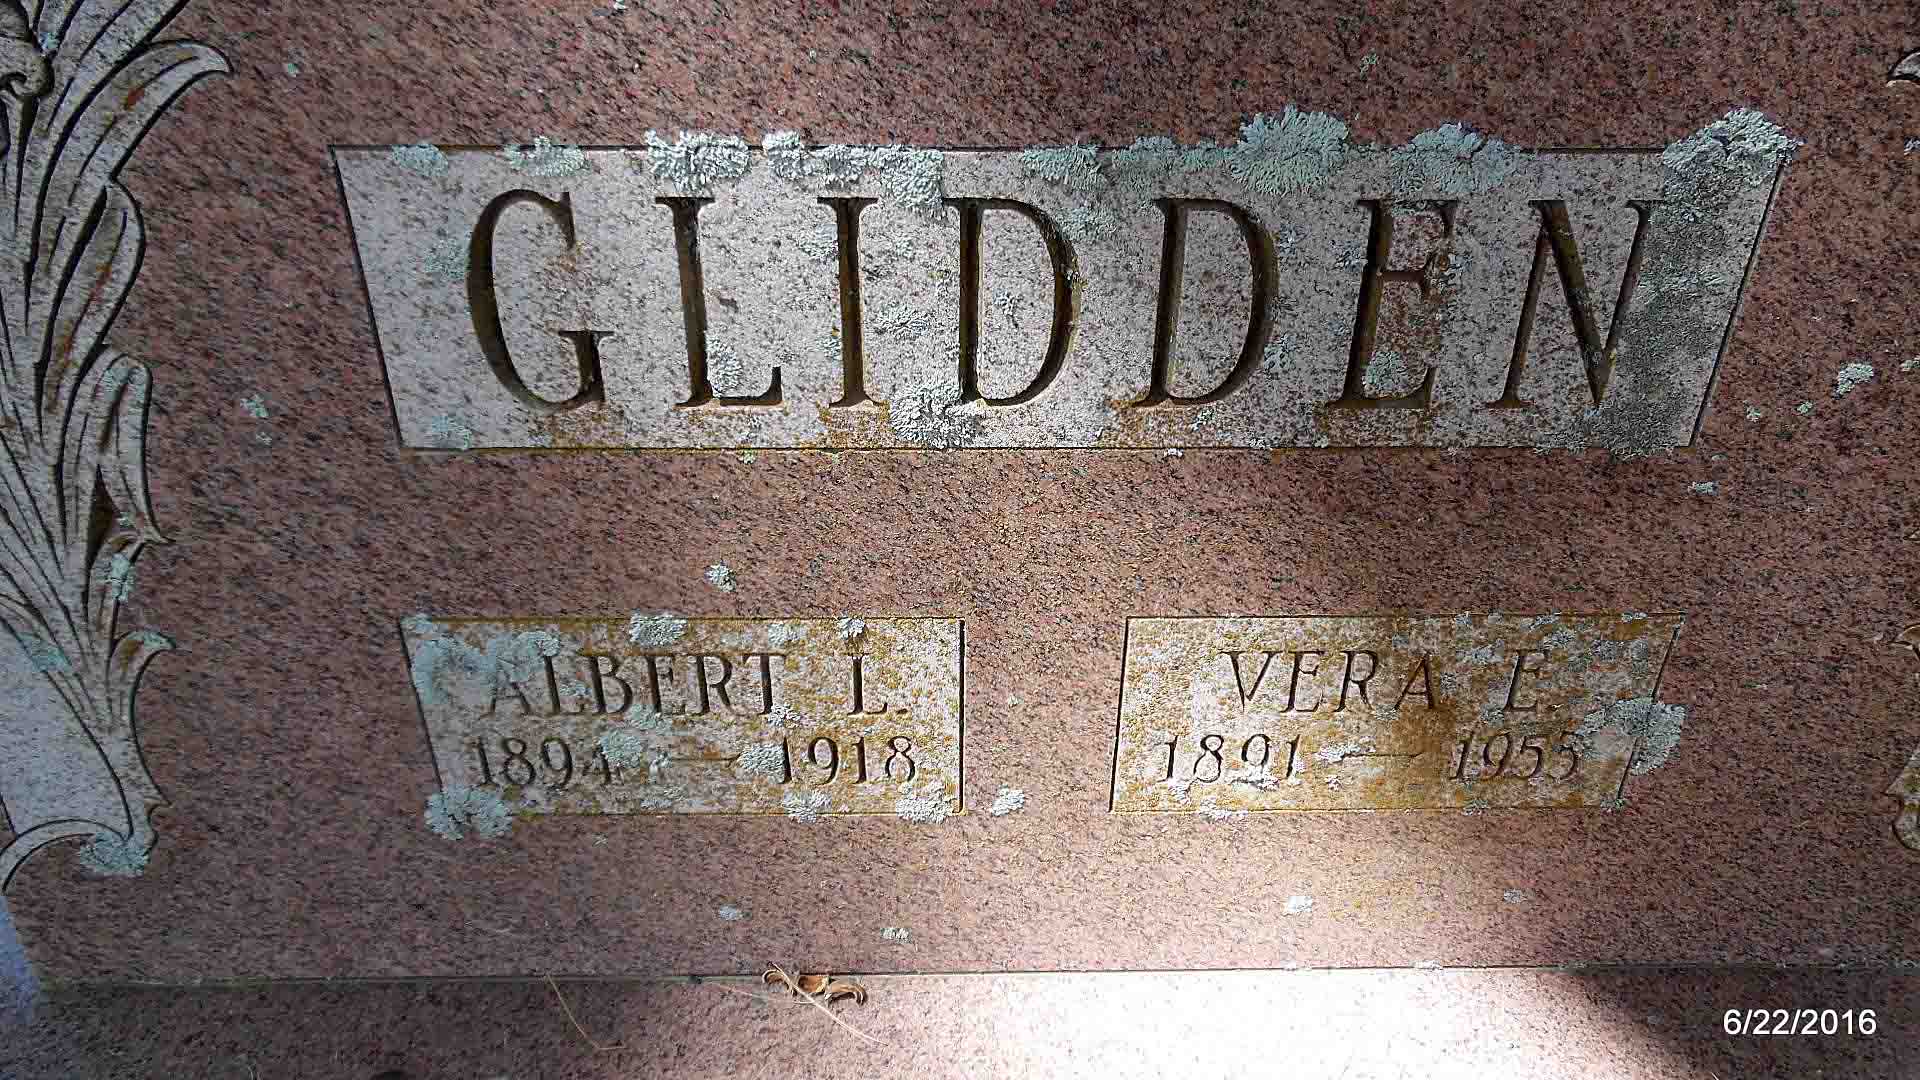 GLIDDEN
ALBERT L.
1894 — 1918
VERA E.
1891 — 1955
6/22/2016